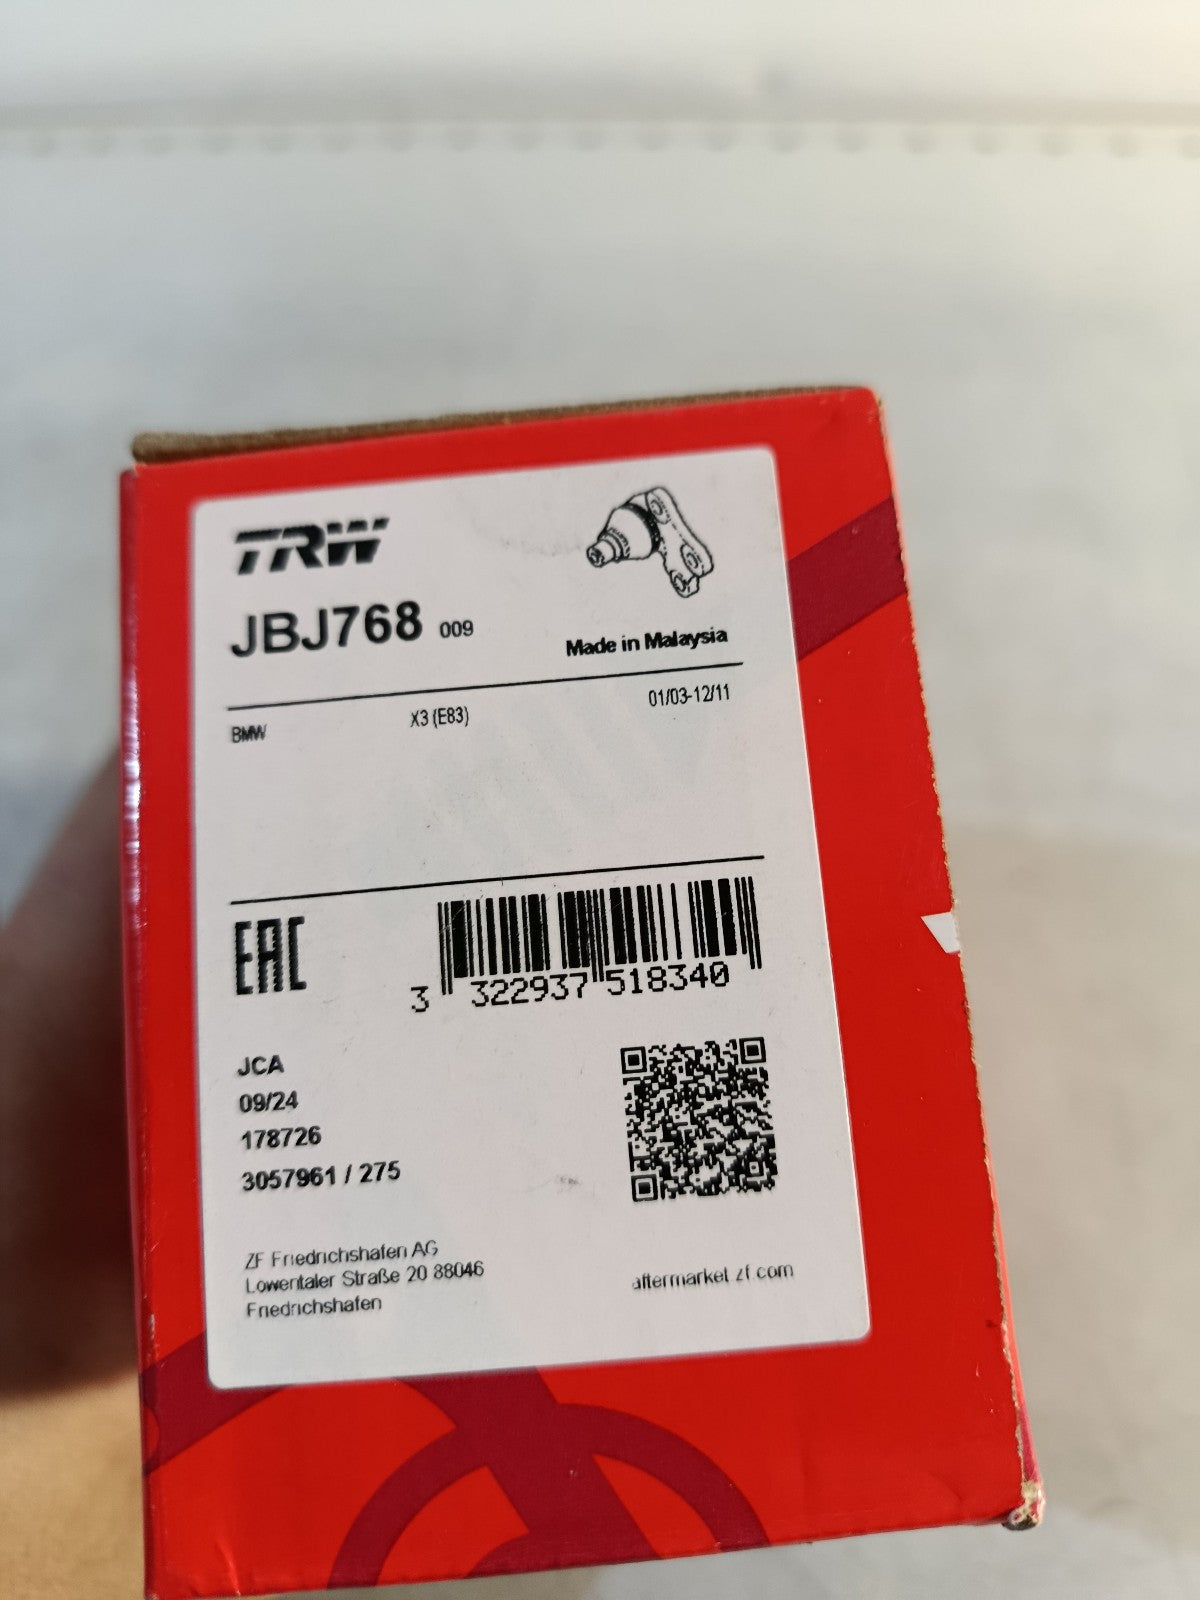 TRW
JBJ768 009
Made in Malaysia
BMW X3 (E83) 01/03-12/11
EAC
3 322937 518340
JCA
09/24
178726
3057961 / 275
ZF Friedrichshafen AG
Lowentaler Straße 20 88046
Friedrichshafen
aftermarket.zf.com